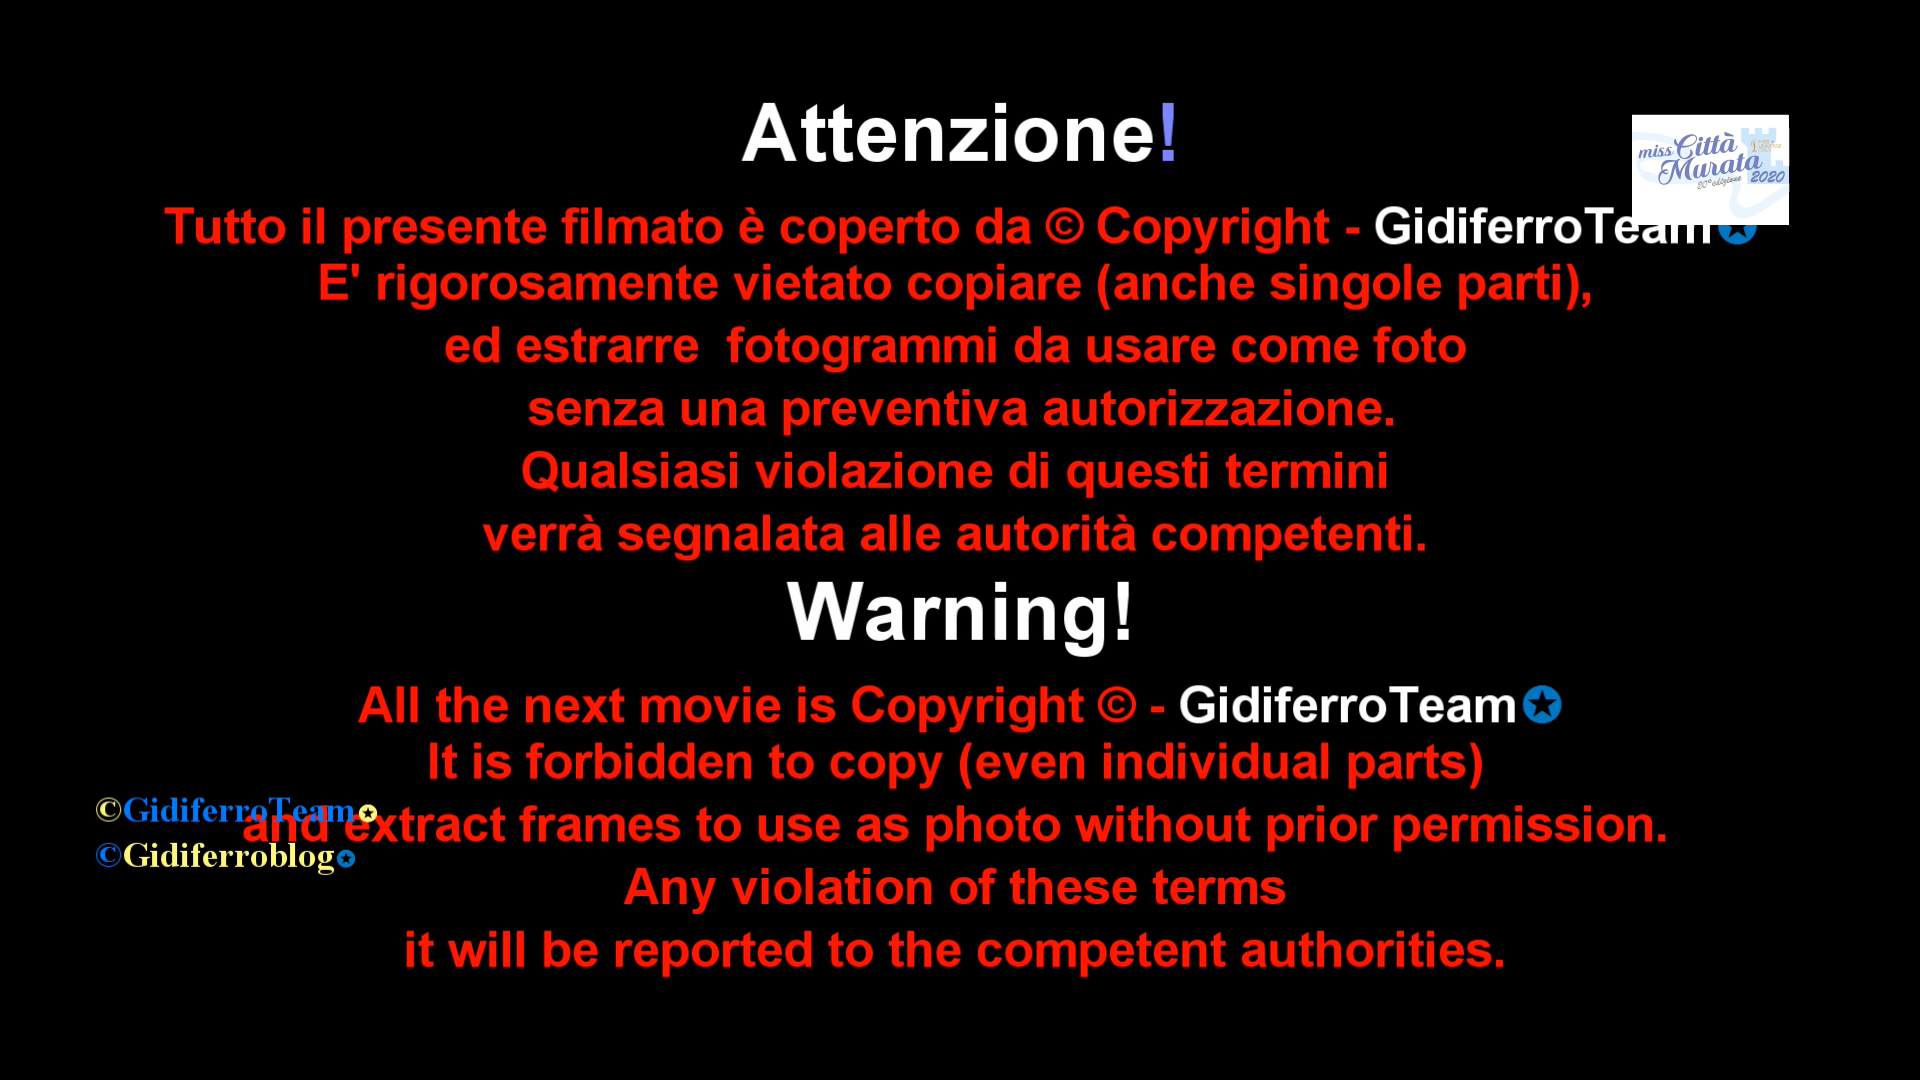 Attenzione!
miss Città
Murata
20° edizione 2020
Tutto il presente filmato è coperto da © Copyright - GidiferroTeam✪
E' rigorosamente vietato copiare (anche singole parti),
ed estrarre fotogrammi da usare come foto
senza una preventiva autorizzazione.
Qualsiasi violazione di questi termini
verrà segnalata alle autorità competenti.
Warning!
All the next movie is Copyright © - GidiferroTeam✪
It is forbidden to copy (even individual parts)
©GidiferroTeam✪
and extract frames to use as photo without prior permission.
©Gidiferroblog✪
Any violation of these terms
it will be reported to the competent authorities.